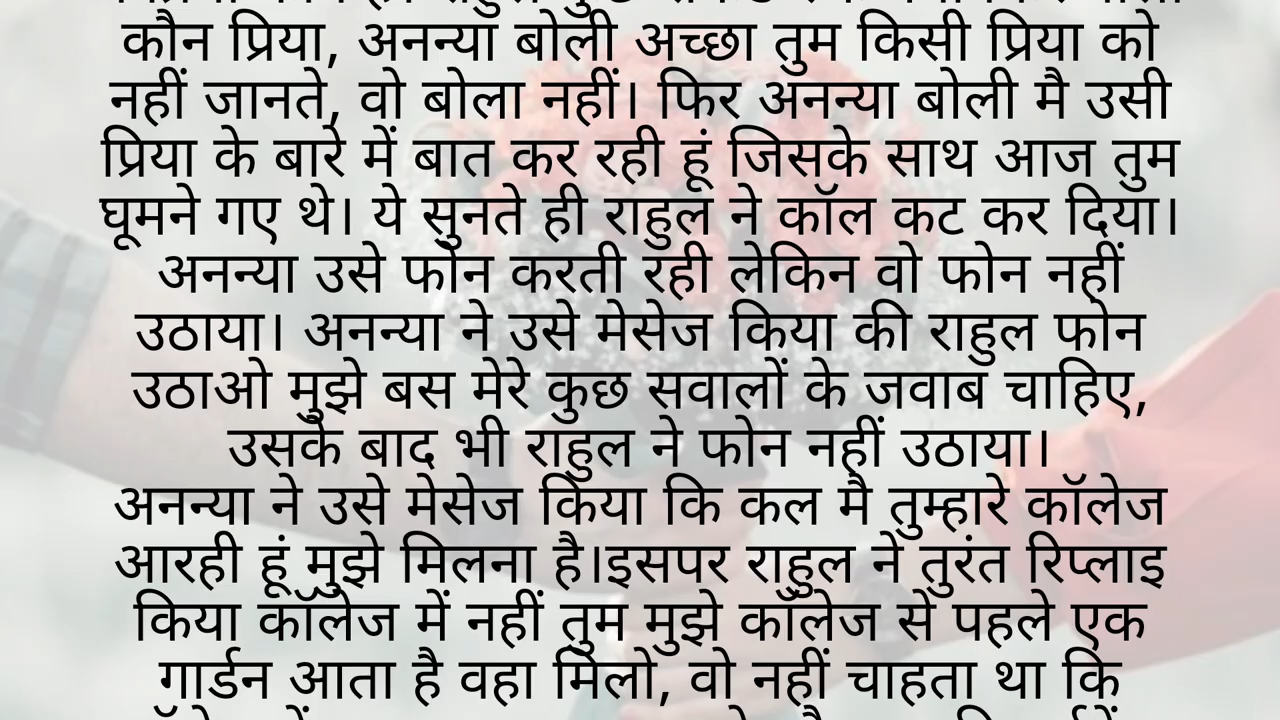 कौन प्रिया, अनन्या बोली अच्छा तुम किसी प्रिया को
नहीं जानते, वो बोला नहीं। फिर अनन्या बोली मै उसी
प्रिया के बारे में बात कर रही हूं जिसके साथ आज तुम
घूमने गए थे। ये सुनते ही राहुल ने कॉल कट कर दिया।
अनन्या उसे फोन करती रही लेकिन वो फोन नहीं
उठाया। अनन्या ने उसे मेसेज किया की राहुल फोन
उठाओ मुझे बस मेरे कुछ सवालों के जवाब चाहिए,
उसके बाद भी राहुल ने फोन नहीं उठाया।
अनन्या ने उसे मेसेज किया कि कल मै तुम्हारे कॉलेज
आरही हूं मुझे मिलना है।इसपर राहुल ने तुरंत रिप्लाइ
किया कॉलेज में नहीं तुम मुझे कॉलेज से पहले एक
गार्डन आता है वहा मिलो, वो नहीं चाहता था कि